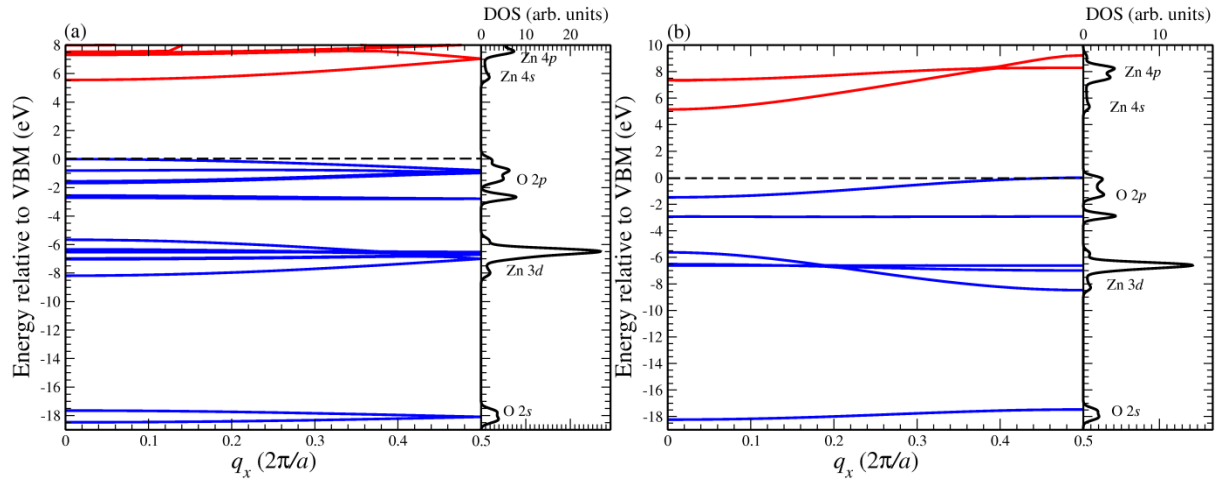 DOS (arb. units)
(a)
0 10 20
Energy relative to VBM (eV)
8
6
4
2
0
-2
-4
-6
-8
-10
-12
-14
-16
-18
Zn 4p
Zn 4s
O 2p
Zn 3d
O 2s
0 0.1 0.2 0.3 0.4 0.5
qx (2π/a)
DOS (arb. units)
(b)
0 10
Energy relative to VBM (eV)
10
8
6
4
2
0
-2
-4
-6
-8
-10
-12
-14
-16
-18
Zn 4p
Zn 4s
O 2p
Zn 3d
O 2s
0 0.1 0.2 0.3 0.4 0.5
qx (2π/a)